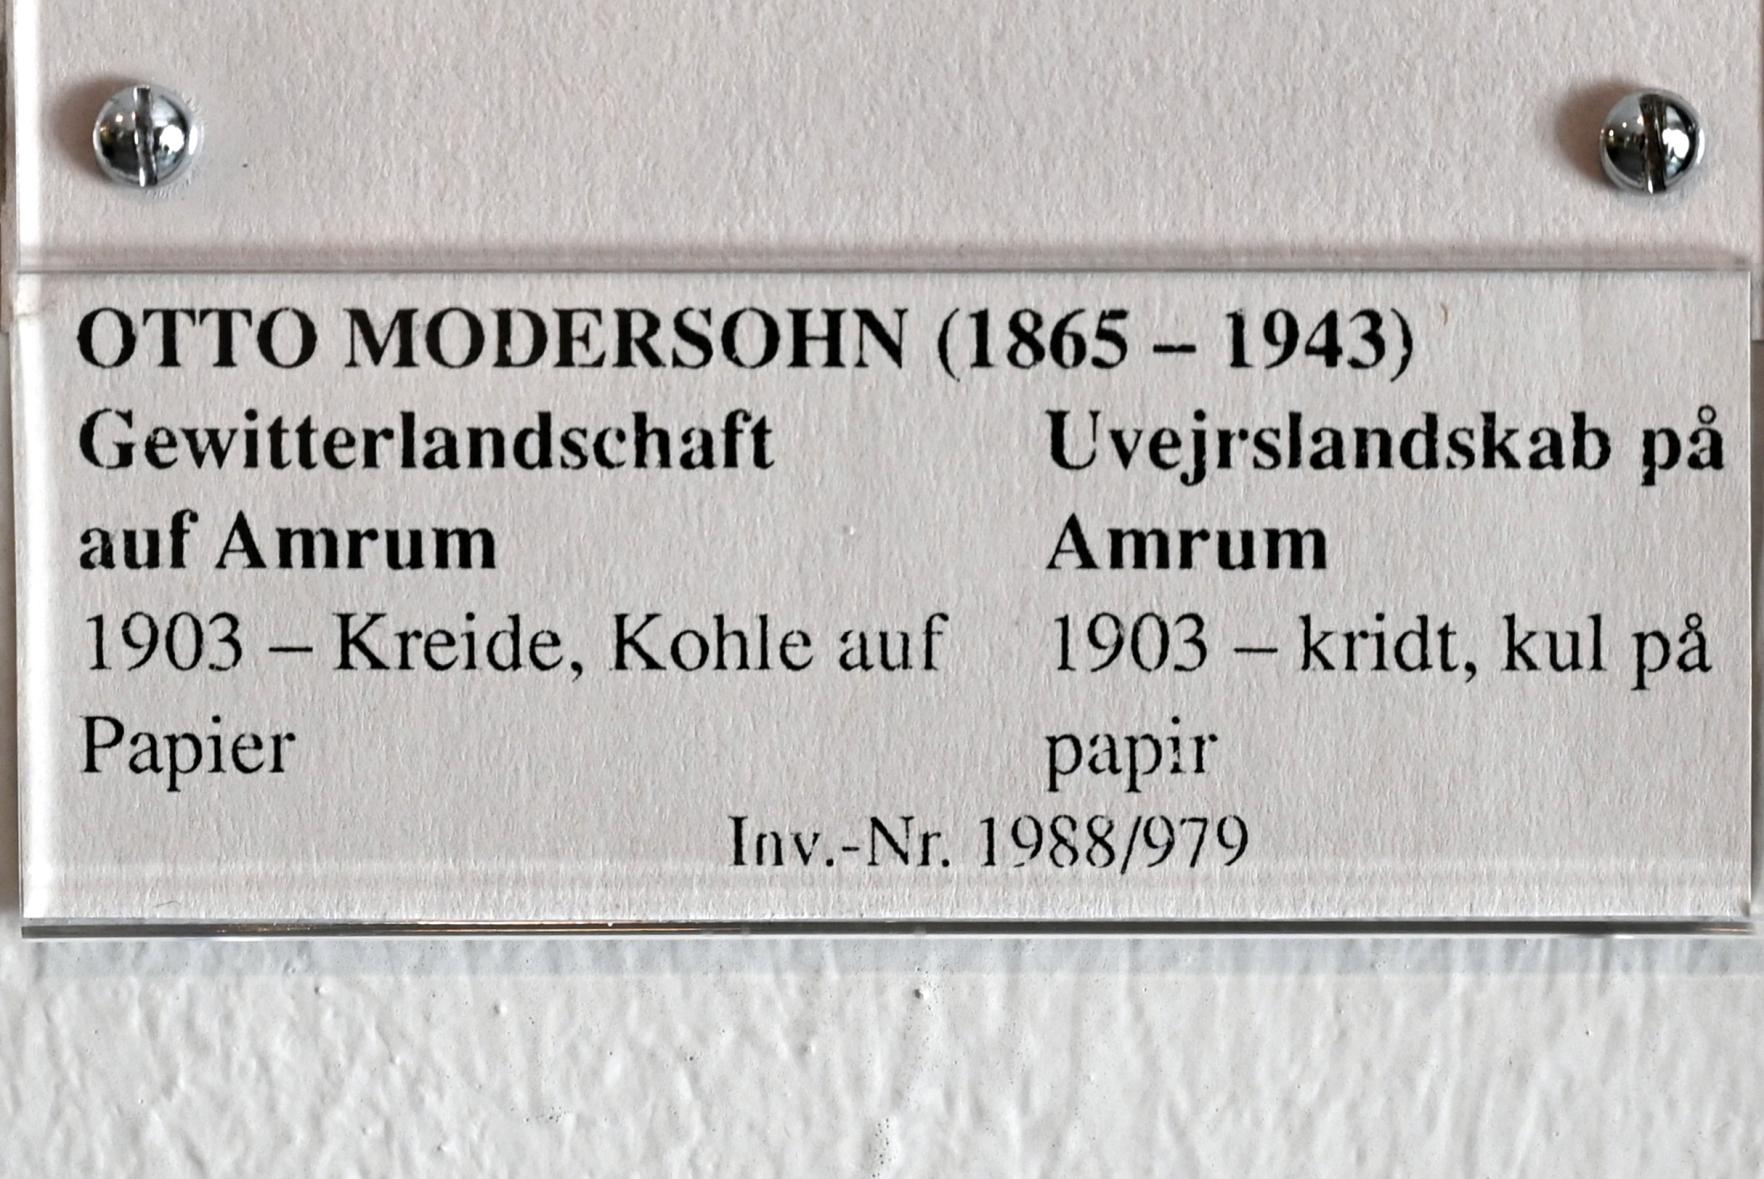 OTTO MODERSOHN (1865 – 1943)
Gewitterlandschaft
auf Amrum
1903 – Kreide, Kohle auf
Papier
Uvejrslandskab på
Amrum
1903 – kridt, kul på
papir
Inv.-Nr. 1988/979